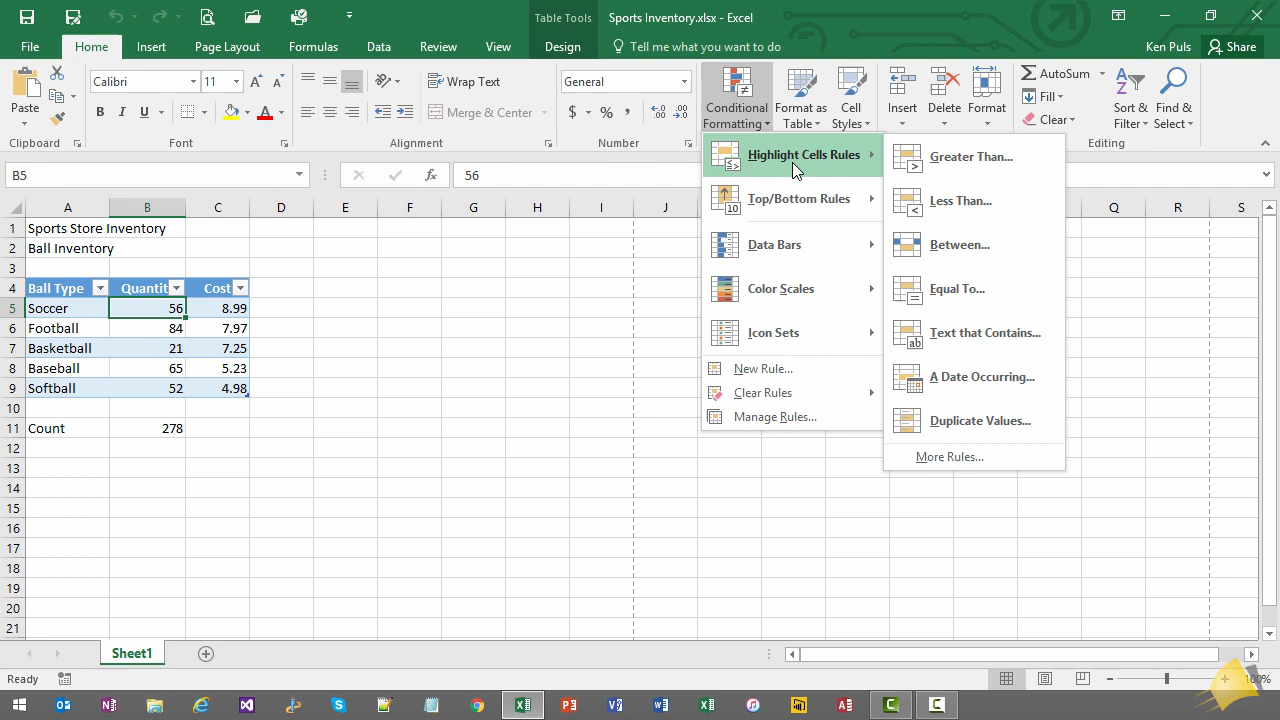 Table Tools
Sports Inventory.xlsx - Excel
File
Home
Insert
Page Layout
Formulas
Data
Review
View
Design
Tell me what you want to do
Ken Puls
Share
Paste
Calibri
11
A A
B I U
A
Wrap Text
Merge & Center
General
$ % ,
Conditional
Formatting
Format as
Table
Cell
Styles
Insert
Delete
Format
AutoSum
Fill
Clear
Sort &
Filter
Find &
Select
Clipboard
Font
Alignment
Number
Editing
B5
fx
56
Highlight Cells Rules
Top/Bottom Rules
Data Bars
Color Scales
Icon Sets
New Rule...
Clear Rules
Manage Rules...
Greater Than...
Less Than...
Between...
Equal To...
Text that Contains...
A Date Occurring...
Duplicate Values...
More Rules...
A B C D E F G H I J Q R S
1 Sports Store Inventory
2 Ball Inventory
3
4 Ball Type Quantit Cost
5 Soccer 56 8.99
6 Football 84 7.97
7 Basketball 21 7.25
8 Baseball 65 5.23
9 Softball 52 4.98
10
11 Count 278
12
13
14
15
16
17
18
19
20
21
Sheet1
Ready
100%